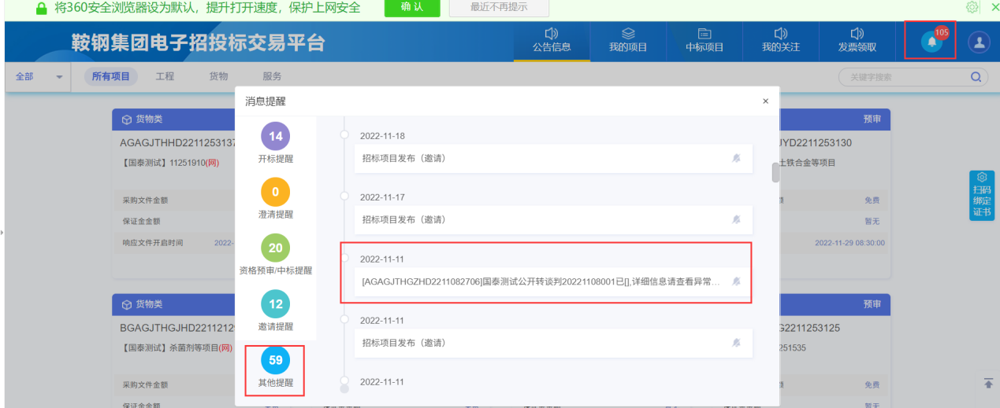 将360安全浏览器设为默认，提升打开速度，保护上网安全 确 认 最近不再提示
鞍钢集团电子招投标交易平台 公告信息 我的项目 中标项目 我的关注 发票领取 105
全部 所有项目 工程 货物 服务 关键字搜索
消息提醒 ×
14
开标提醒
0
澄清提醒
20
资格预审/中标提醒
12
邀请提醒
59
其他提醒
2022-11-18
招标项目发布（邀请）
2022-11-17
招标项目发布（邀请）
2022-11-11
[AGAGJTHGZHD2211082706]国泰测试公开转谈判20221108001已[],详细信息请查看异常...
2022-11-11
招标项目发布（邀请）
2022-11-11
货物类
AGAGJTHHD2211253137
【国泰测试】11251910(网)
采购文件金额
保证金金额
响应文件开启时间 2022-
预审
JYD2211253130
土铁合金等项目
免费
暂无
2022-11-29 08:30:00
货物类
BGAGJTHGJHD2211212
【国泰测试】杀菌剂等项目(网)
采购文件金额
保证金金额
预审
G2211253125
251535
免费
暂无
扫码
绑定
证书